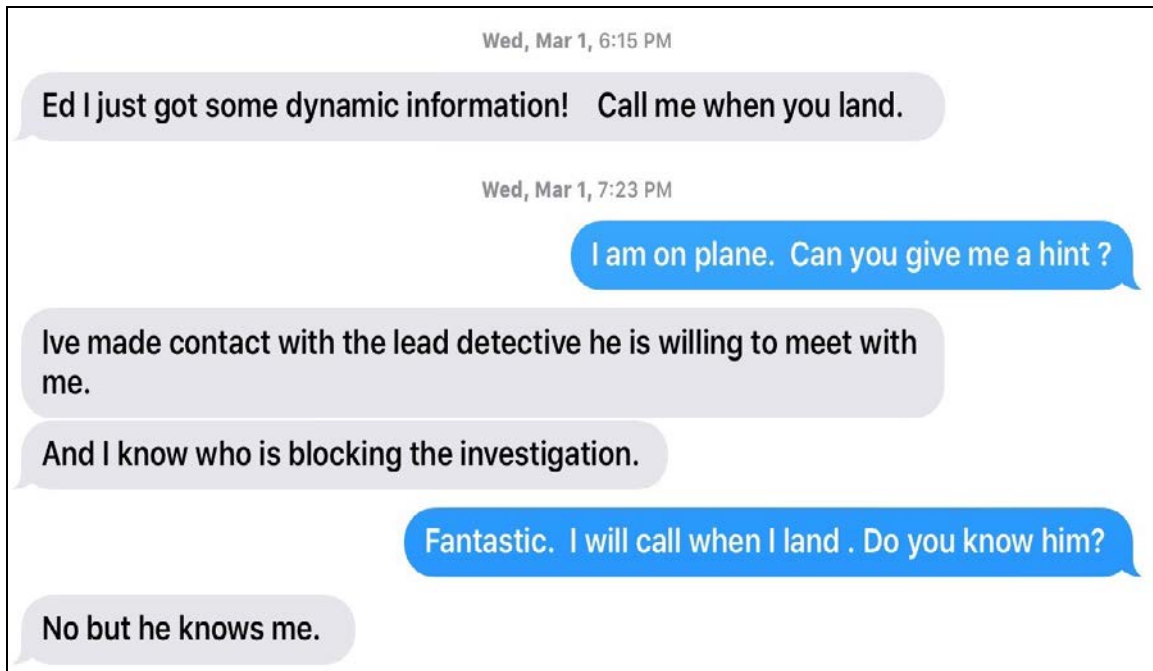 Wed, Mar 1, 6:15 PM
Ed I just got some dynamic information!    Call me when you land.
Wed, Mar 1, 7:23 PM
I am on plane.  Can you give me a hint ?
Ive made contact with the lead detective he is willing to meet with
me.
And I know who is blocking the investigation.
Fantastic.  I will call when I land . Do you know him?
No but he knows me.